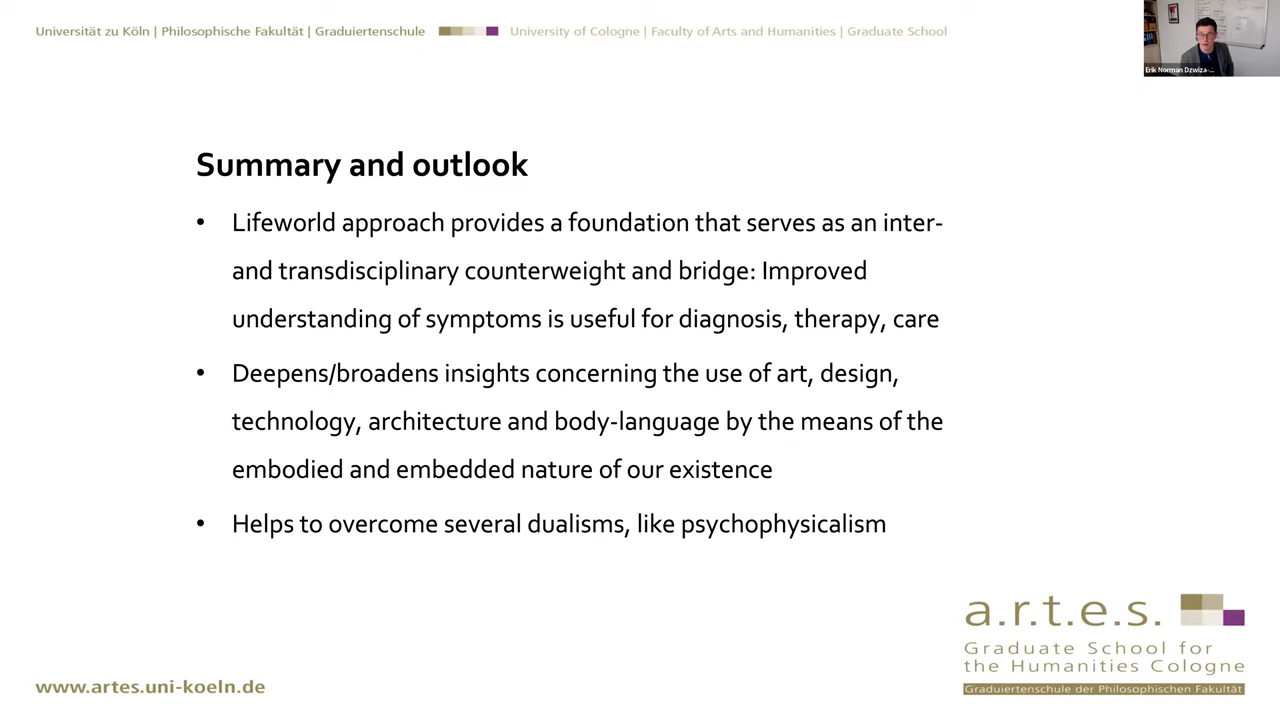 Universität zu Köln | Philosophische Fakultät | Graduiertenschule
University of Cologne | Faculty of Arts and Humanities | Graduate School
Erik Norman Dzwiza-...
Summary and outlook
• Lifeworld approach provides a foundation that serves as an inter-
and transdisciplinary counterweight and bridge: Improved
understanding of symptoms is useful for diagnosis, therapy, care
• Deepens/broadens insights concerning the use of art, design,
technology, architecture and body-language by the means of the
embodied and embedded nature of our existence
• Helps to overcome several dualisms, like psychophysicalism
a.r.t.e.s.
Graduate School for
the Humanities Cologne
Graduiertenschule der Philosophischen Fakultät
www.artes.uni-koeln.de